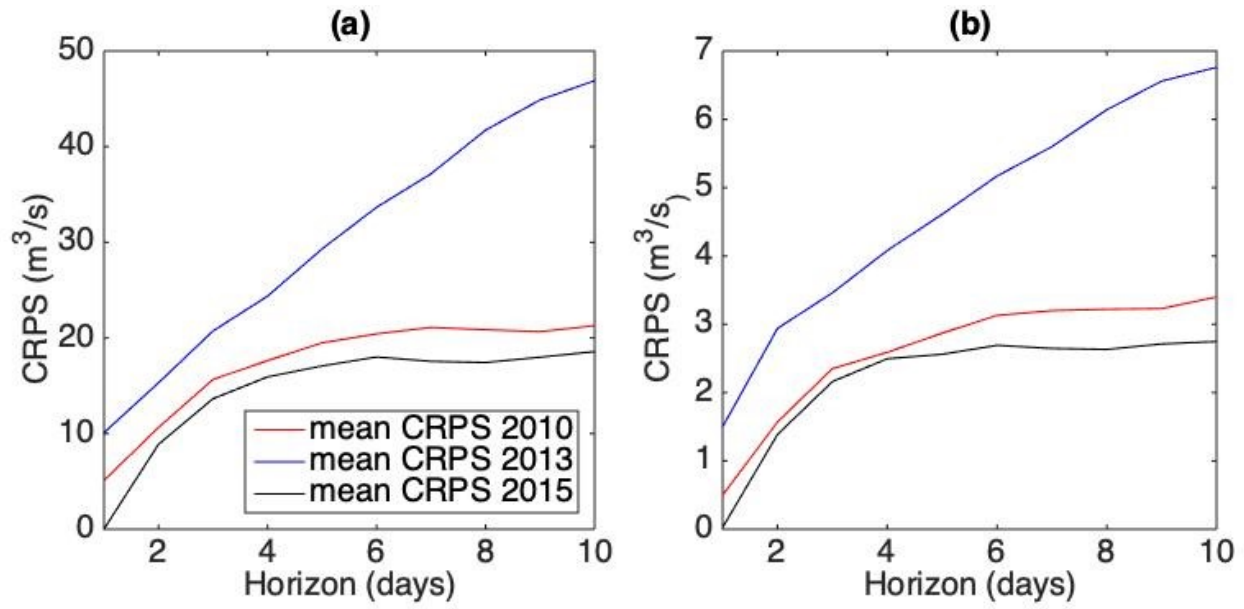 (a)
50
40
30
20
10
0
CRPS (m³/s)
2 4 6 8 10
Horizon (days)
mean CRPS 2010
mean CRPS 2013
mean CRPS 2015
(b)
7
6
5
4
3
2
1
0
CRPS (m³/s)
2 4 6 8 10
Horizon (days)